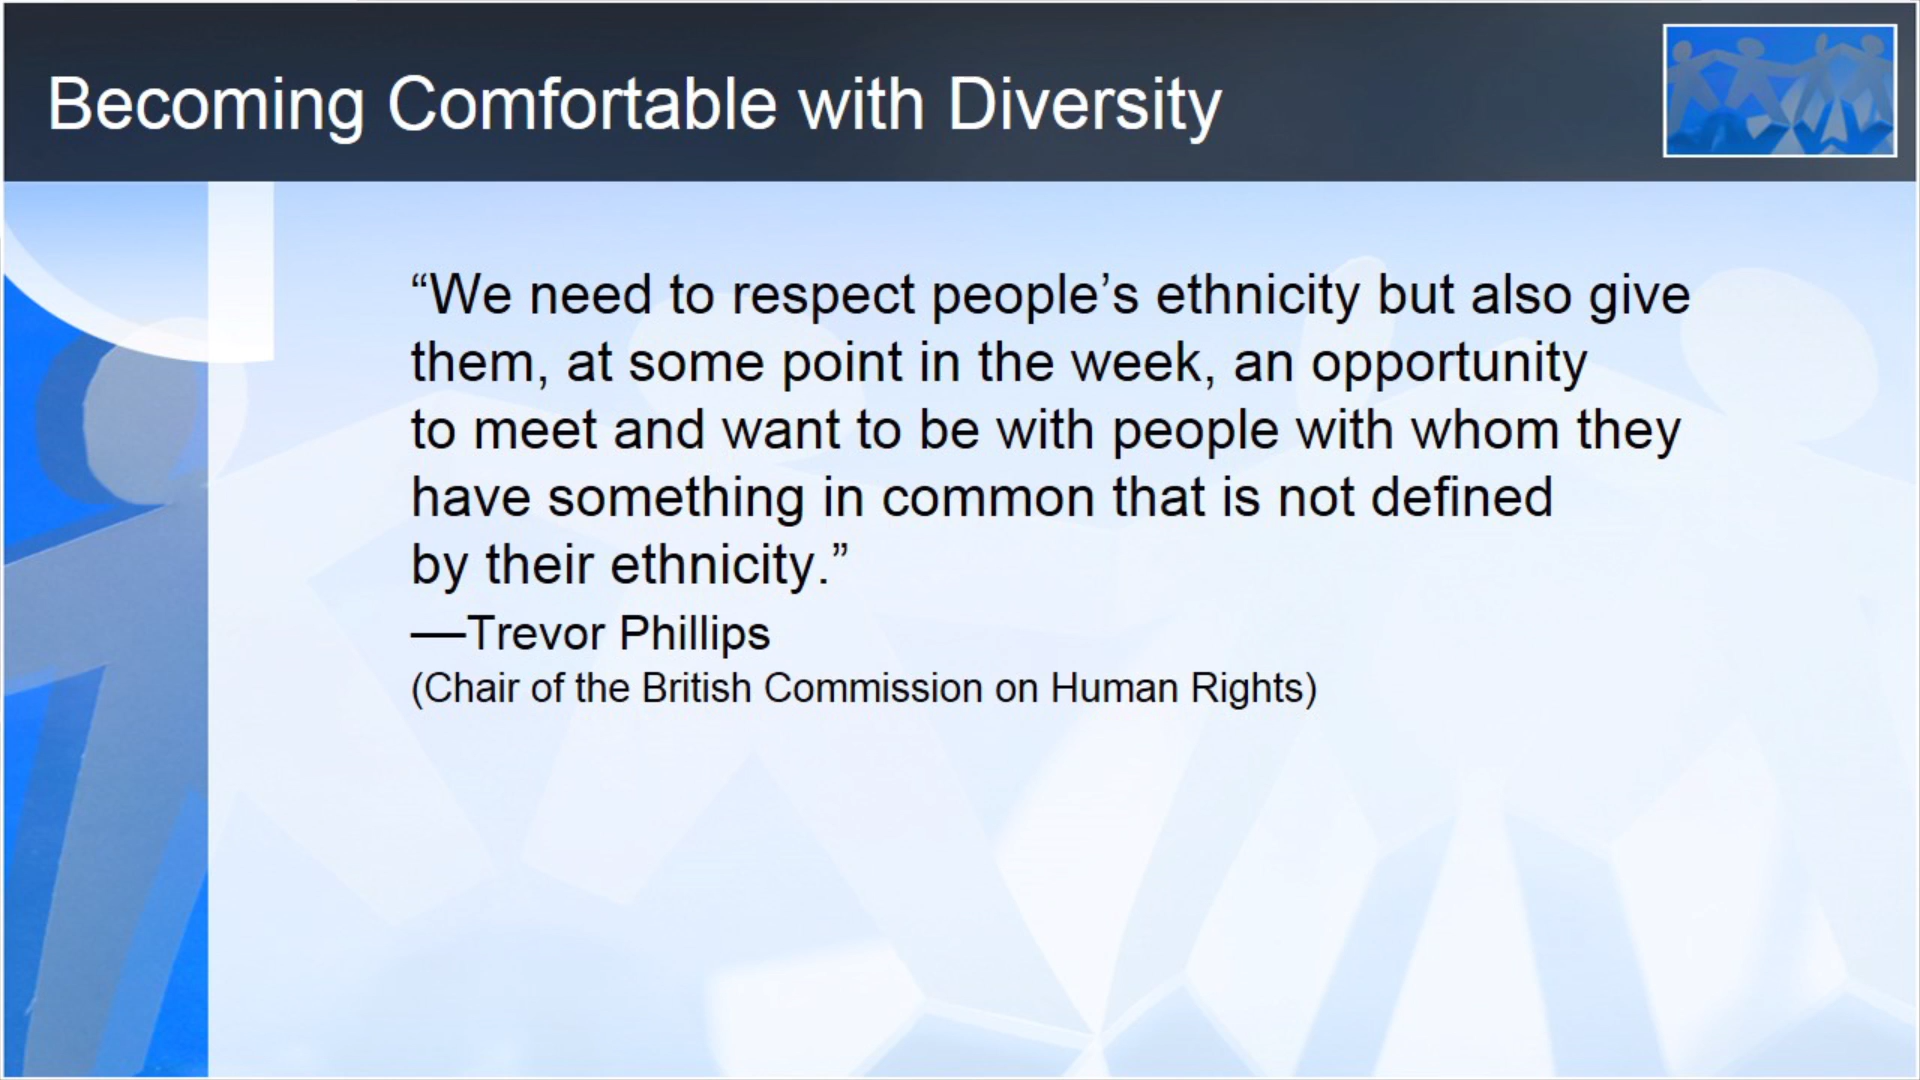 Becoming Comfortable with Diversity
“We need to respect people’s ethnicity but also give
them, at some point in the week, an opportunity
to meet and want to be with people with whom they
have something in common that is not defined
by their ethnicity.”
—Trevor Phillips
(Chair of the British Commission on Human Rights)